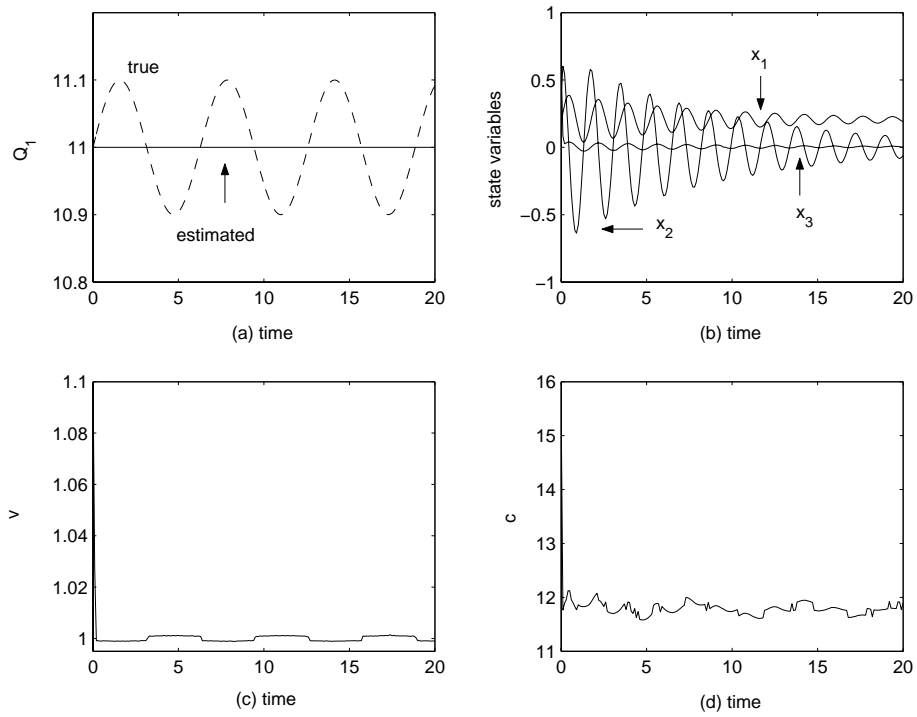 11.1
11
10.9
10.8
Q1
true
estimated
0 5 10 15 20
(a) time
1
0.5
0
−0.5
−1
state variables
x1
x2
x3
0 5 10 15 20
(b) time
1.1
1.08
1.06
1.04
1.02
1
v
0 5 10 15 20
(c) time
16
15
14
13
12
11
c
0 5 10 15 20
(d) time